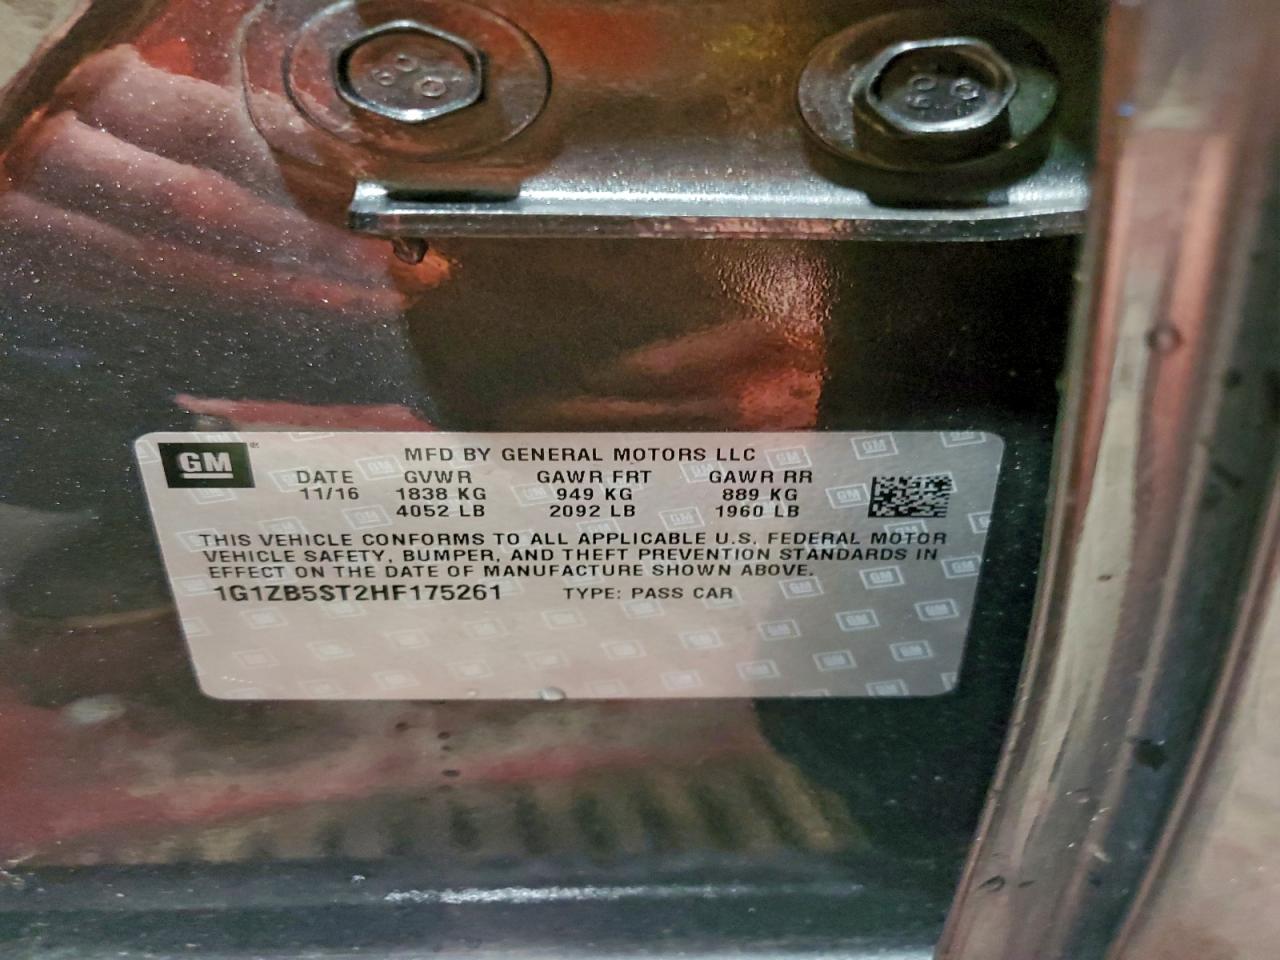 GM
MFD BY GENERAL MOTORS LLC
DATE GVWR GAWR FRT GAWR RR
11/16 1838 KG 949 KG 889 KG
4052 LB 2092 LB 1960 LB
THIS VEHICLE CONFORMS TO ALL APPLICABLE U.S. FEDERAL MOTOR
VEHICLE SAFETY, BUMPER, AND THEFT PREVENTION STANDARDS IN
EFFECT ON THE DATE OF MANUFACTURE SHOWN ABOVE.
1G1ZB5ST2HF175261 TYPE: PASS CAR